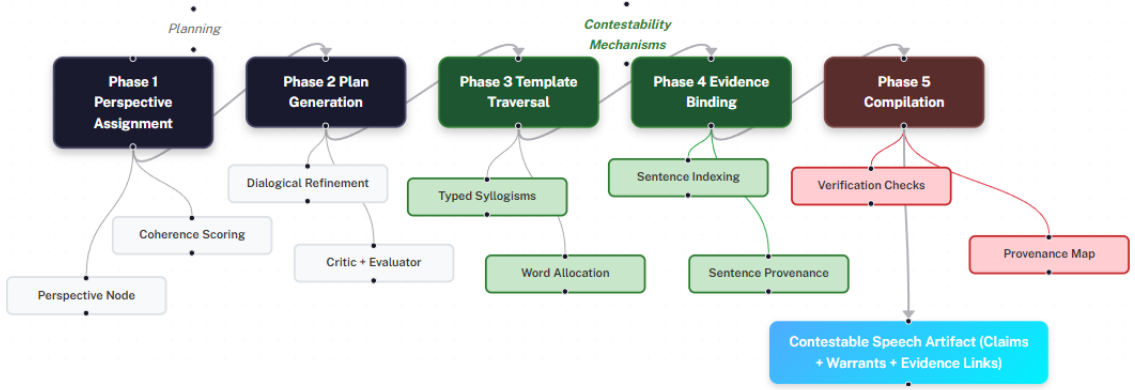 Planning
Contestability
Mechanisms
Phase 1
Perspective
Assignment
Phase 2 Plan
Generation
Phase 3 Template
Traversal
Phase 4 Evidence
Binding
Phase 5
Compilation
Dialogical Refinement
Typed Syllogisms
Sentence Indexing
Verification Checks
Coherence Scoring
Critic + Evaluator
Word Allocation
Sentence Provenance
Provenance Map
Perspective Node
Contestable Speech Artifact (Claims
+ Warrants + Evidence Links)